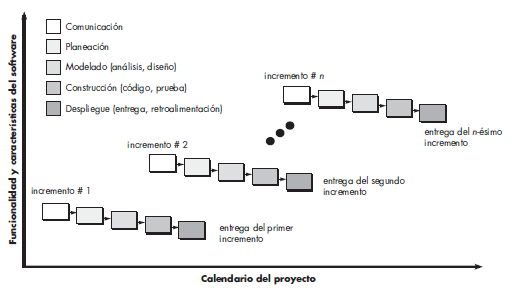 Funcionalidad y características del software
Comunicación
Planeación
Modelado (análisis, diseño)
Construcción (código, prueba)
Despliegue (entrega, retroalimentación)
incremento # n
entrega del n-ésimo
incremento
incremento # 2
entrega del segundo
incremento
incremento # 1
entrega del primer
incremento
Calendario del proyecto